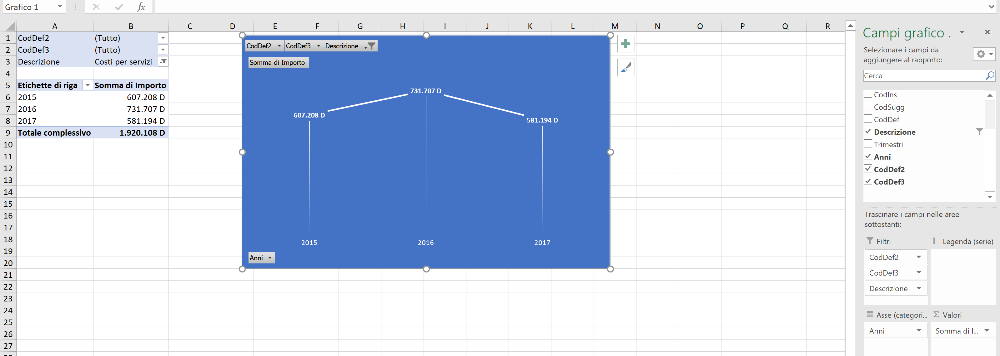 Grafico 1
fx
A B C D E F G H I J K L M N O P Q R
1 CodDef2 (Tutto)
2 CodDef3 (Tutto)
3 Descrizione Costi per servizi
4
5 Etichette di riga Somma di Importo
6 2015 607.208 D
7 2016 731.707 D
8 2017 581.194 D
9 Totale complessivo 1.920.108 D
10
11
12
13
14
15
16
17
18
19
20
21
22
23
24
25
26
27
CodDef2 CodDef3 Descrizione
Somma di Importo
731.707 D
607.208 D
581.194 D
2015 2016 2017
Anni
Campi grafico ..
Selezionare i campi da
aggiungere al rapporto:
Cerca
CodIns
CodSugg
CodDef
Descrizione
Trimestri
Anni
CodDef2
CodDef3
Trascinare i campi nelle aree
sottostanti:
Filtri
CodDef2
CodDef3
Descrizione
Legenda (serie)
Asse (categori...
Anni
Σ Valori
Somma di I...